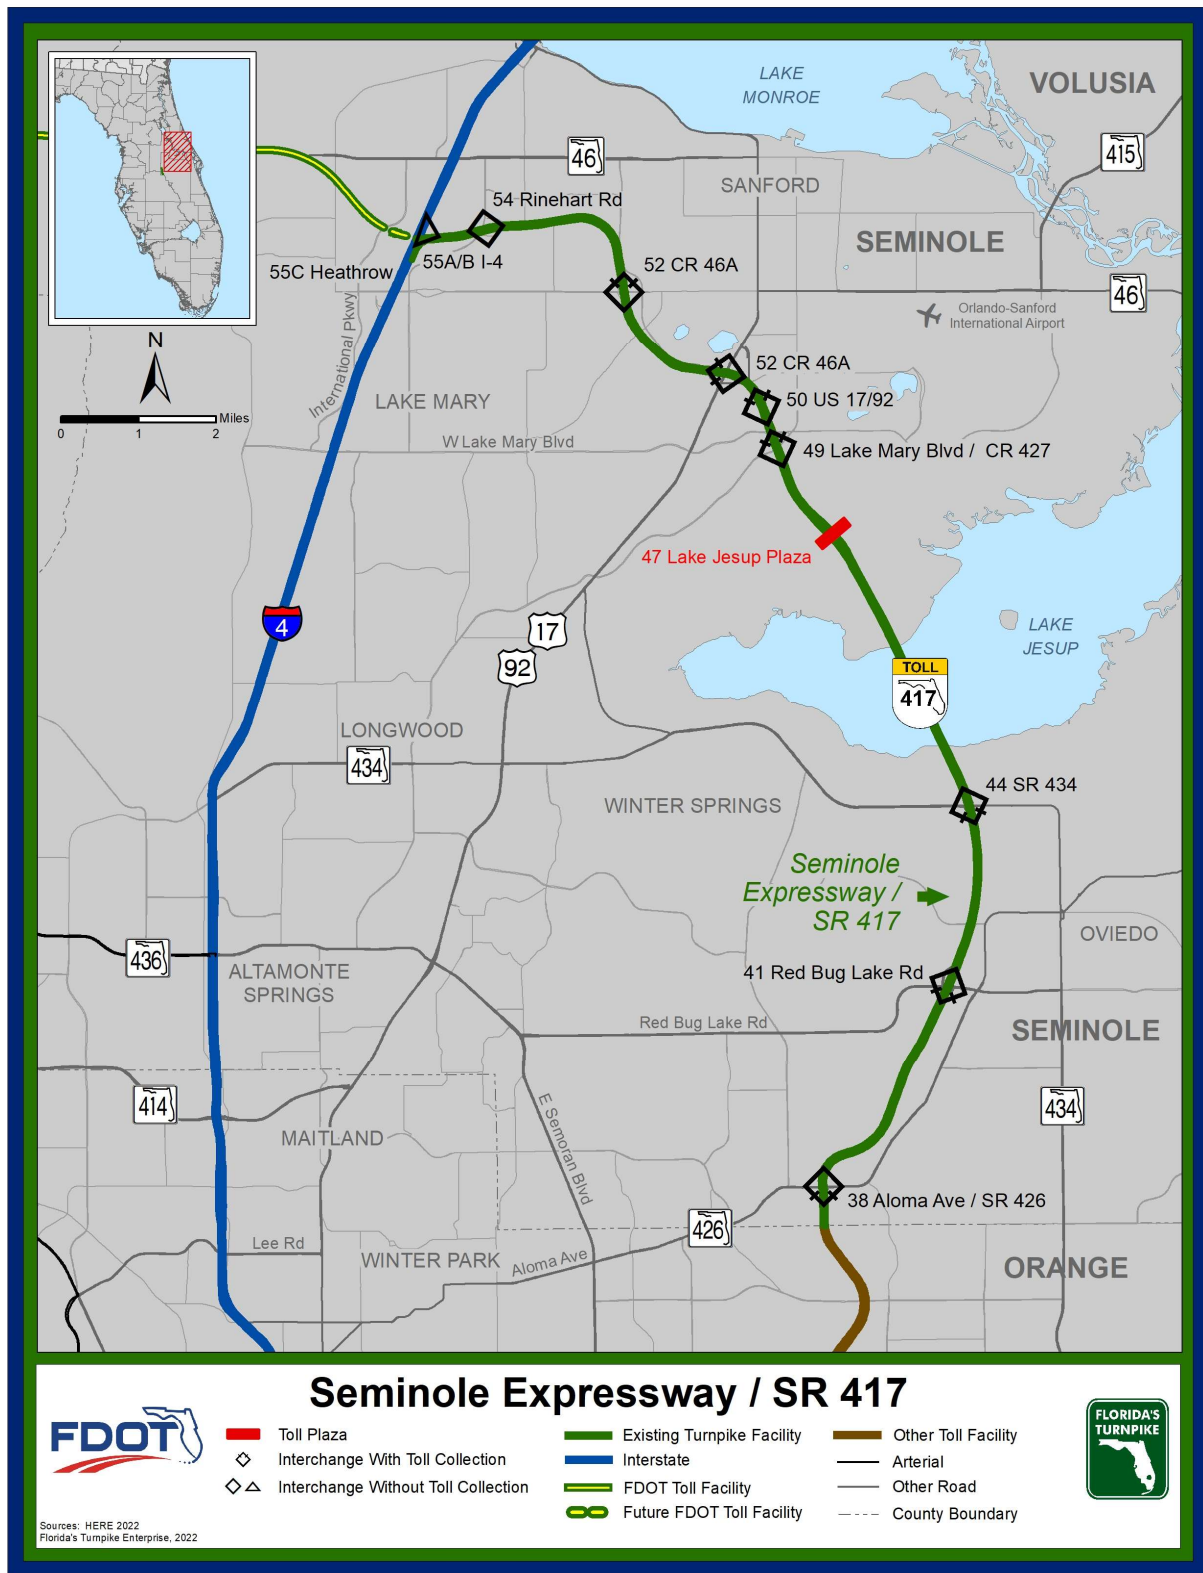 LAKE
MONROE
VOLUSIA
46
415
SANFORD
54 Rinehart Rd
SEMINOLE
55A/B I-4
55C Heathrow
52 CR 46A
46
Orlando-Sanford
International Airport
N
Miles
0 1 2
International Pkwy
52 CR 46A
LAKE MARY
50 US 17/92
W Lake Mary Blvd
49 Lake Mary Blvd / CR 427
47 Lake Jesup Plaza
4
17
92
LAKE
JESUP
TOLL
417
LONGWOOD
434
44 SR 434
WINTER SPRINGS
Seminole
Expressway /
SR 417
OVIEDO
436
ALTAMONTE
SPRINGS
41 Red Bug Lake Rd
Red Bug Lake Rd
SEMINOLE
414
434
E Semoran Blvd
MAITLAND
38 Aloma Ave / SR 426
426
Lee Rd
WINTER PARK
Aloma Ave
ORANGE
Seminole Expressway / SR 417
FDOT
Toll Plaza
Interchange With Toll Collection
Interchange Without Toll Collection
Existing Turnpike Facility
Interstate
FDOT Toll Facility
Future FDOT Toll Facility
Other Toll Facility
Arterial
Other Road
County Boundary
FLORIDA'S
TURNPIKE
Sources: HERE 2022
Florida's Turnpike Enterprise, 2022